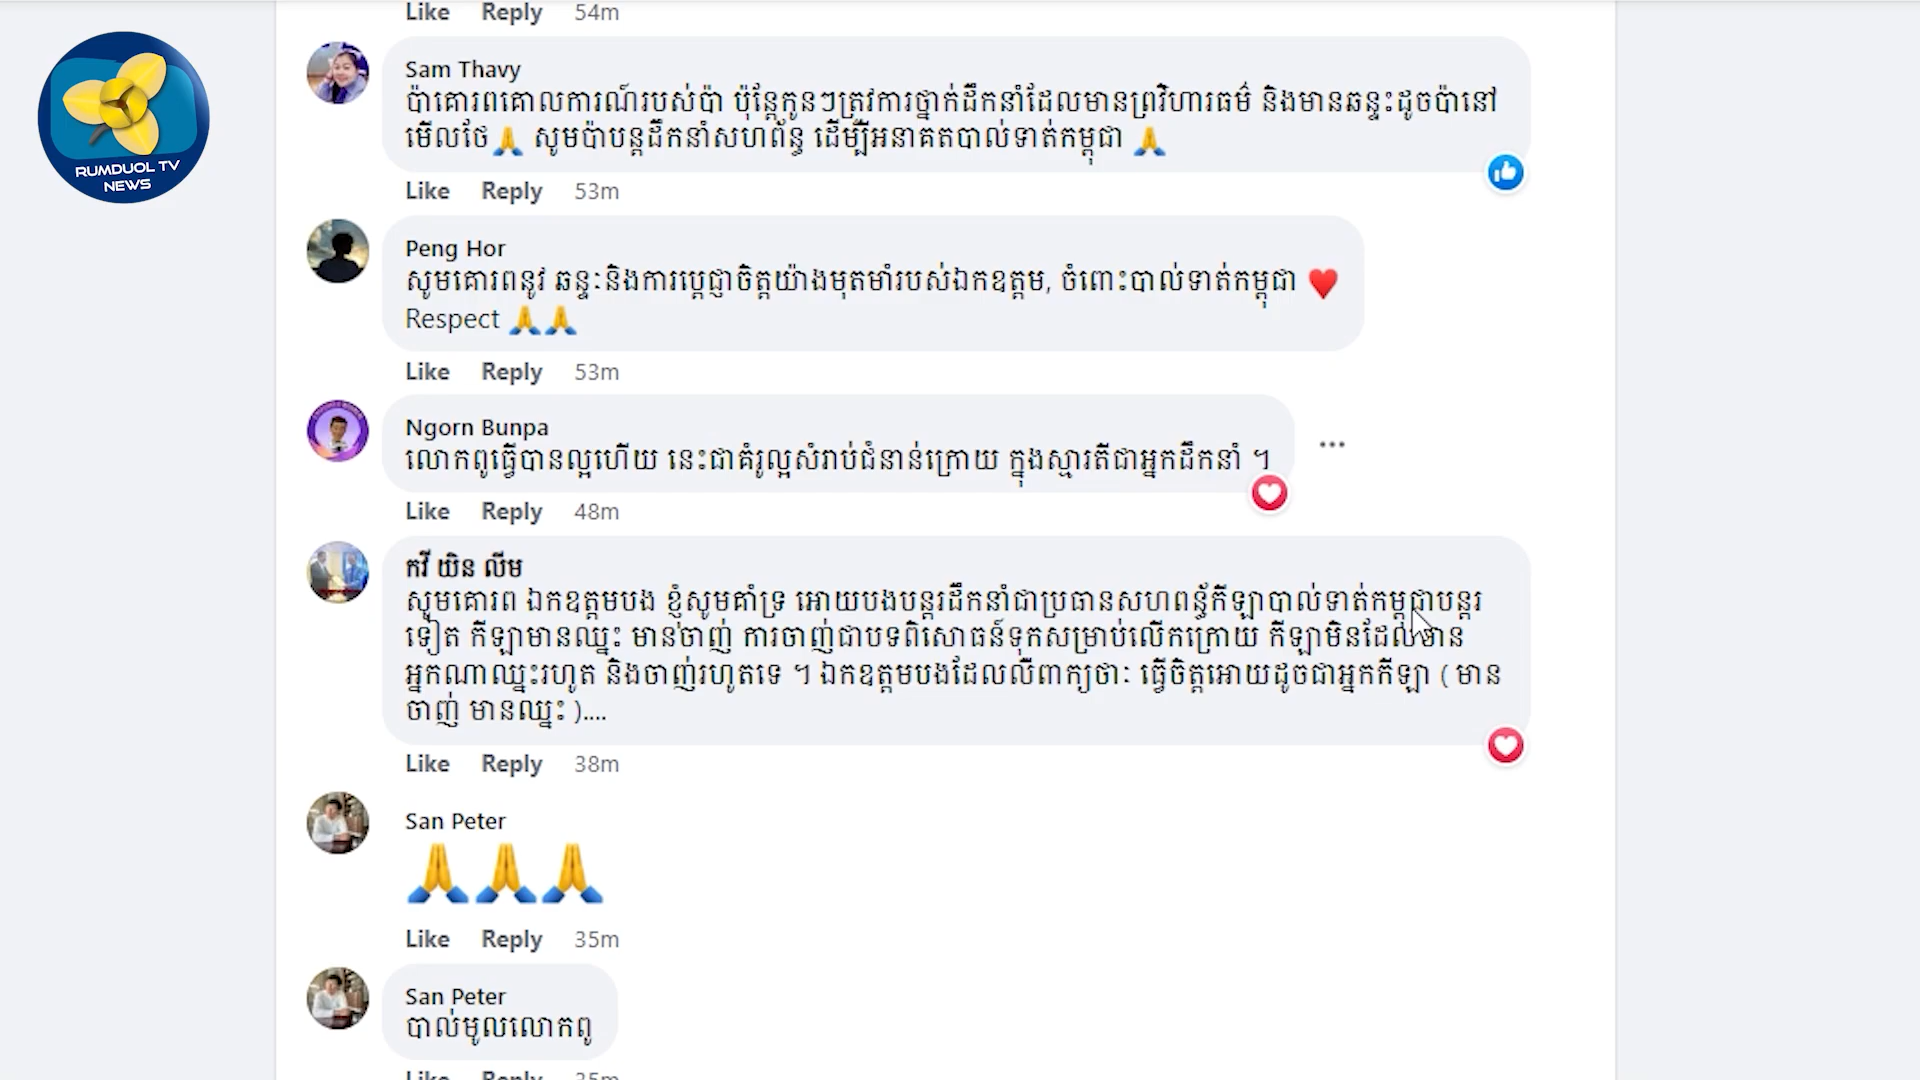 RUMDUOL TV
NEWS
Like Reply 54m
Sam Thavy
ប៉ាគោរពគោលការណ៍របស់ប៉ា ប៉ុន្តែកូនៗត្រូវការថ្នាក់ដឹកនាំដែលមានព្រហ្មវិហារធម៌ និងមានឆន្ទះដូចប៉ានៅ
មើលថែ🙏 សូមប៉ាបន្តដឹកនាំសហព័ន្ធ ដើម្បីអនាគតបាល់ទាត់កម្ពុជា 🙏
Like Reply 53m
Peng Hor
សូមគោរពនូវ ឆន្ទៈនិងការប្តេជ្ញាចិត្តយ៉ាងមុតមាំរបស់ឯកឧត្តម, ចំពោះបាល់ទាត់កម្ពុជា ♥️
Respect 🙏🙏
Like Reply 53m
Ngorn Bunpa
លោកពូធ្វើបានល្អហើយ នេះជាគំរូល្អសំរាប់ជំនាន់ក្រោយ ក្នុងស្មារតីជាអ្នកដឹកនាំ ។
Like Reply 48m
កវី យិន លីម
សូមគោរព ឯកឧត្តមបង ខ្ញុំសូមគាំទ្រ អោយបងបន្តរដឹកនាំជាប្រធានសហពន្ធ័កីឡាបាល់ទាត់កម្ពុជាបន្តរ
ទៀត កីឡាមានឈ្នះ មានចាញ់ ការចាញ់ជាបទពិសោធន៍ទុកសម្រាប់លើកក្រោយ កីឡាមិនដែលមាន
អ្នកណាឈ្នះរហូត និងចាញ់រហូតទេ ។ ឯកឧត្តមបងដែលលឺពាក្យថាៈ ធ្វើចិត្តអោយដូចជាអ្នកកីឡា ( មាន
ចាញ់ មានឈ្នះ )....
Like Reply 38m
San Peter
🙏🙏🙏
Like Reply 35m
San Peter
បាល់មូលលោកពូ
Like Reply 35m